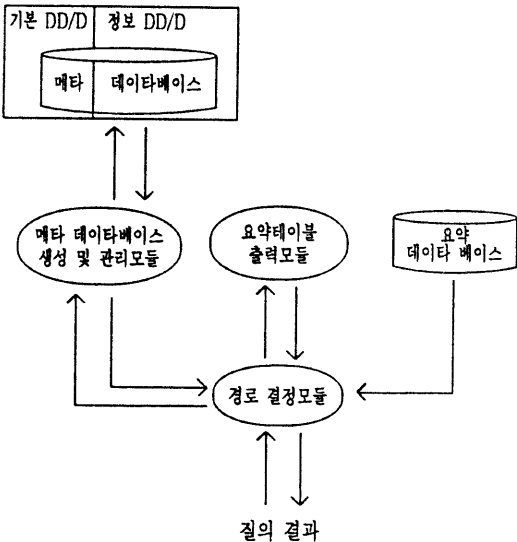 기본 DD/D 정보 DD/D
메타 데이타베이스
메타 데이타베이스
생성 및 관리모듈
요약테이블
출력모듈
요약
데이타 베이스
경로 결정모듈
질의 결과